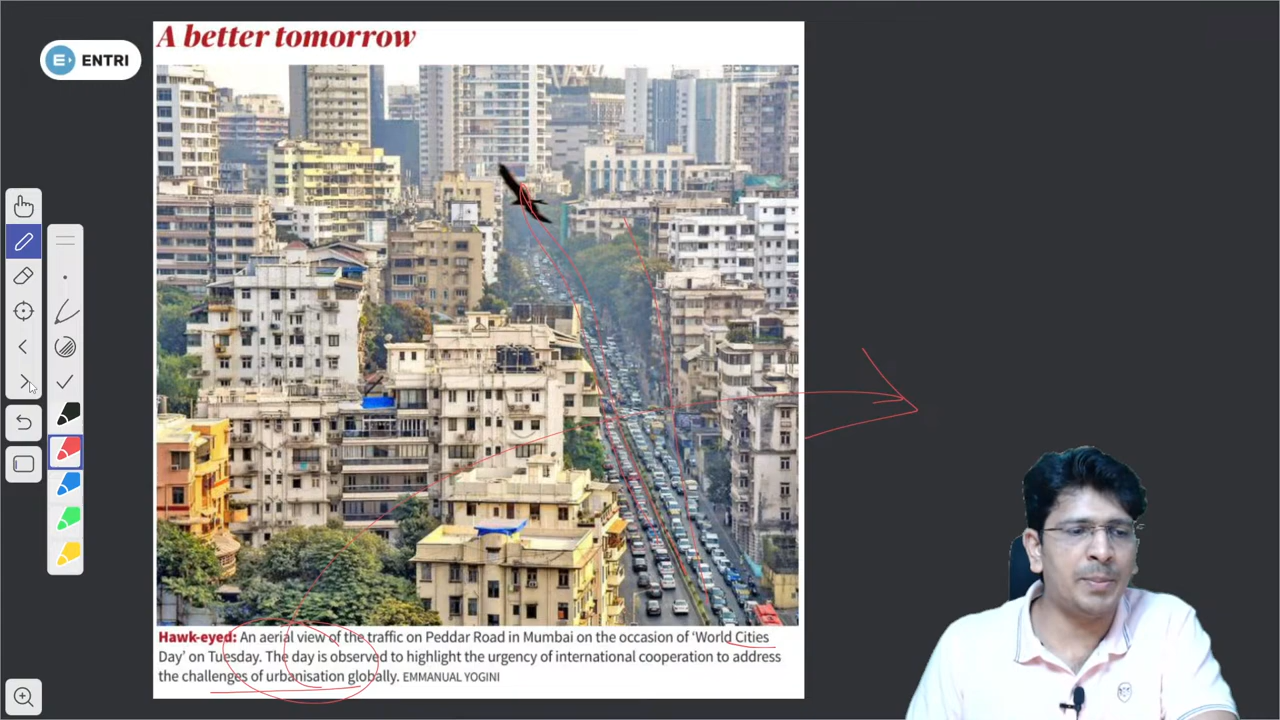 A better tomorrow
ENTRI
Hawk-eyed: An aerial view of the traffic on Peddar Road in Mumbai on the occasion of ‘World Cities
Day’ on Tuesday. The day is observed to highlight the urgency of international cooperation to address
the challenges of urbanisation globally. EMMANUAL YOGINI